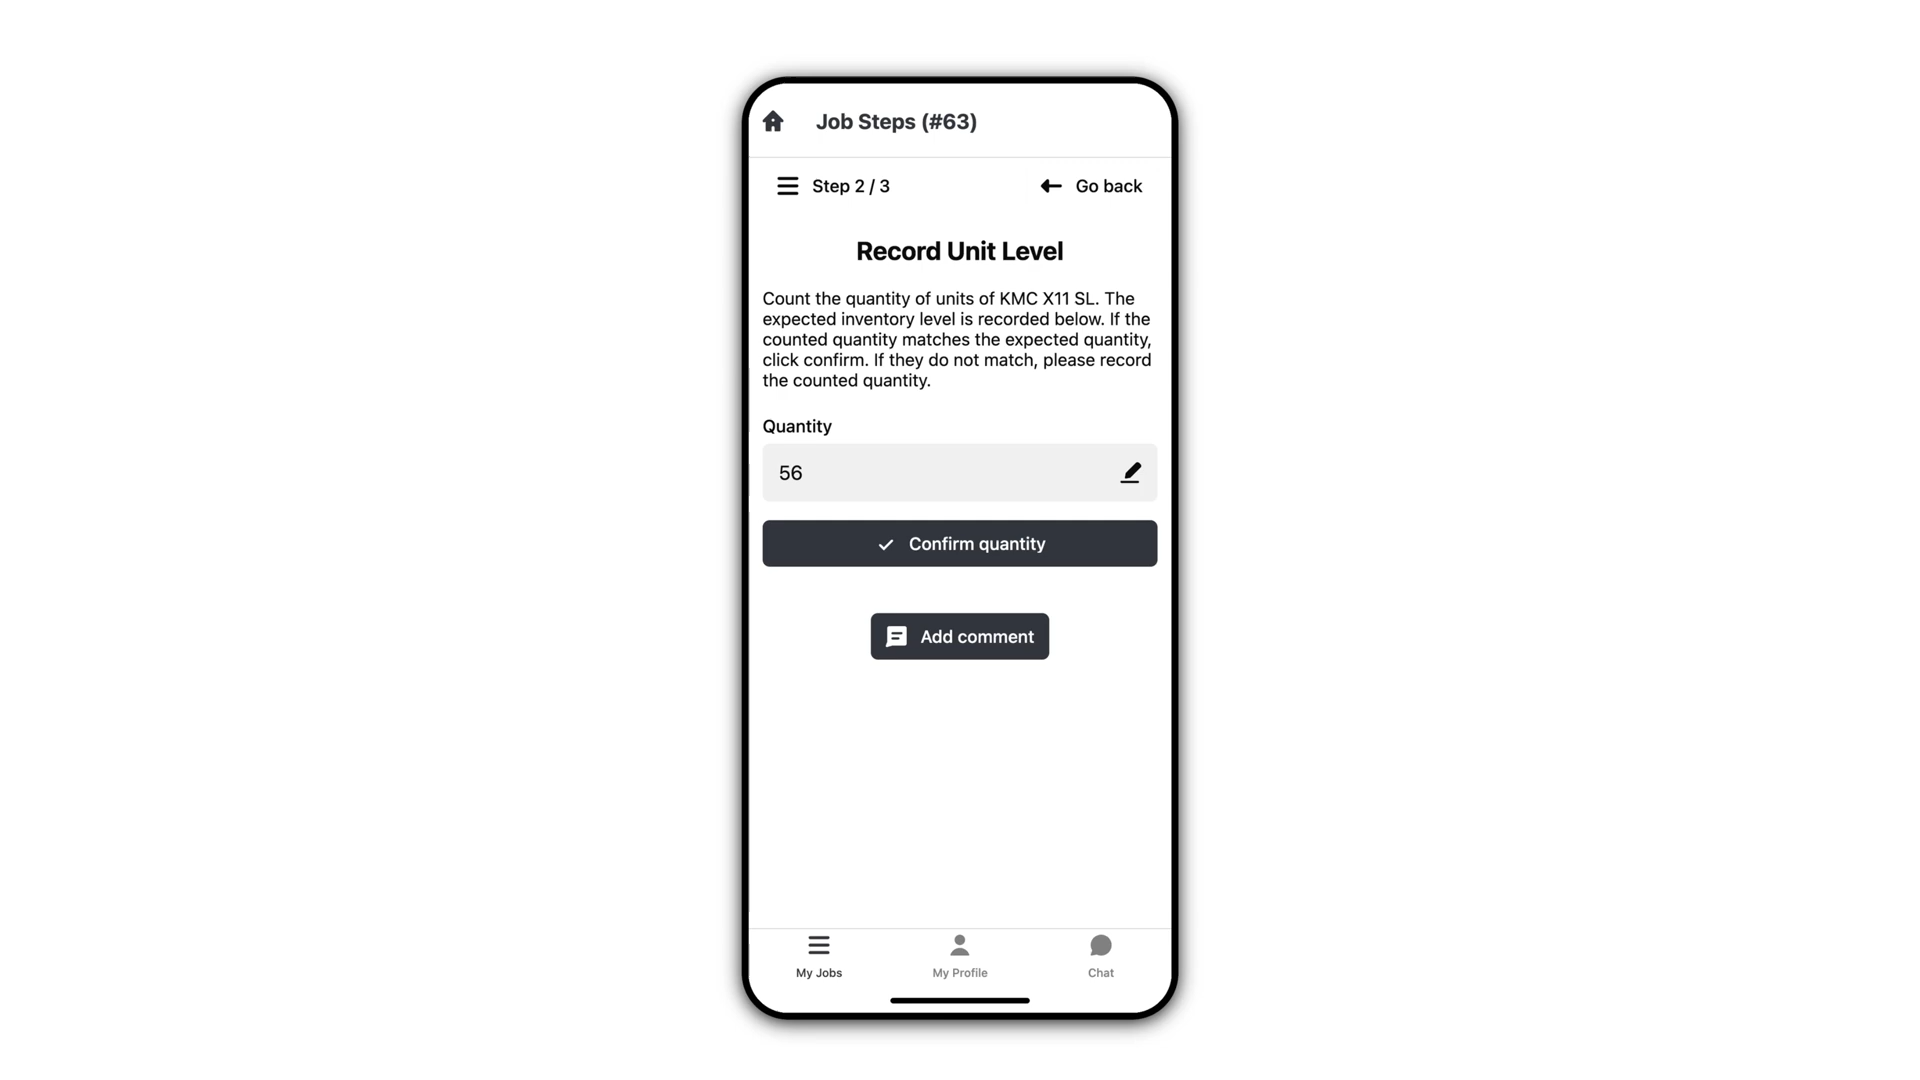 Job Steps (#63)
Step 2 / 3
Go back
Record Unit Level
Count the quantity of units of KMC X11 SL. The
expected inventory level is recorded below. If the
counted quantity matches the expected quantity,
click confirm. If they do not match, please record
the counted quantity.
Quantity
56
Confirm quantity
Add comment
My Jobs
My Profile
Chat